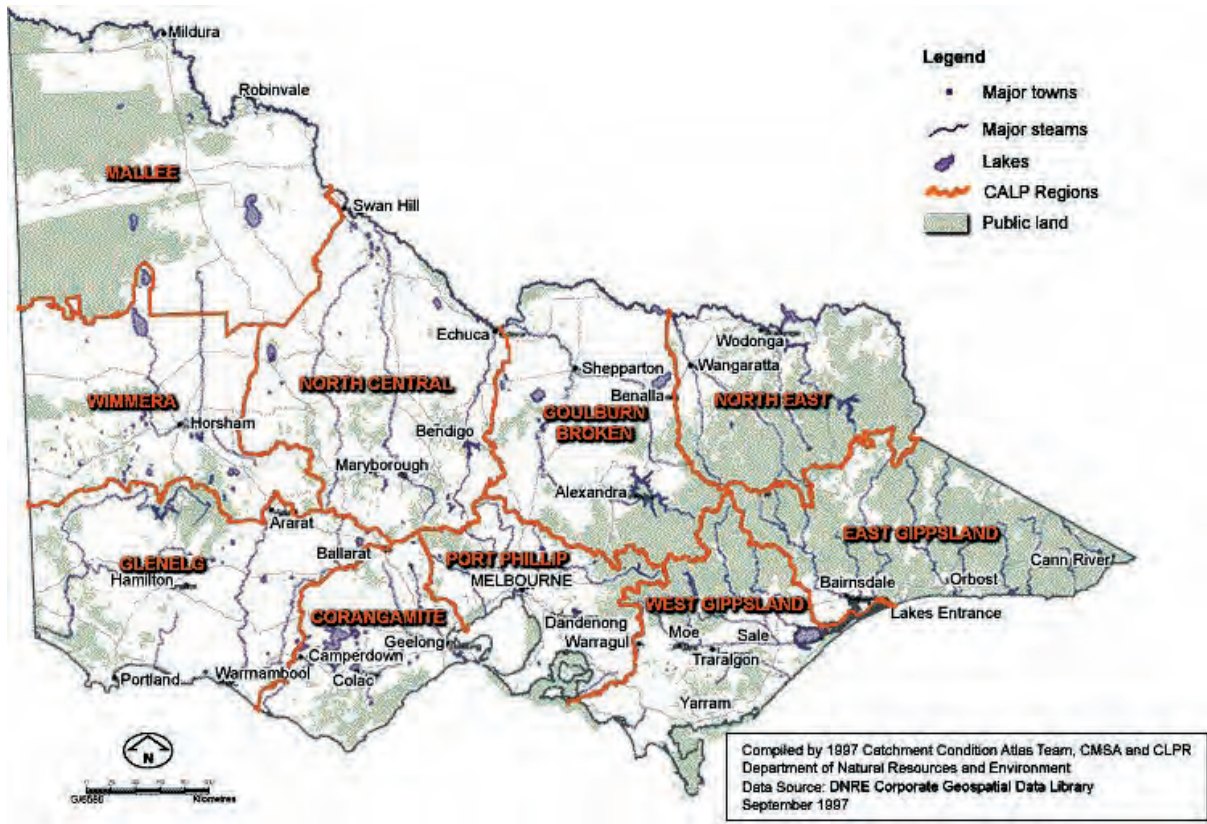 Mildura
Robinvale
MALLEE
Swan Hill
Echuca
Wodonga
Shepparton
Wangaratta
NORTH CENTRAL
WIMMERA
Benalla
NORTH EAST
GOULBURN
BROKEN
Horsham
Bendigo
Maryborough
Alexandra
Ararat
EAST GIPPSLAND
Ballarat
PORT PHILLIP
GLENELG
Cann River
Hamilton
MELBOURNE
Bairnsdale
Orbost
WEST GIPPSLAND
CORANGAMITE
Dandenong
Lakes Entrance
Geelong
Warragul
Moe
Sale
Camperdown
Traralgon
Portland
Warrnambool
Colac
Yarram
Legend
Major towns
Major steams
Lakes
CALP Regions
Public land
N
G/6586
Kilometres
Compiled by 1997 Catchment Condition Atlas Team, CMSA and CLPR
Department of Natural Resources and Environment
Data Source: DNRE Corporate Geospatial Data Library
September 1997